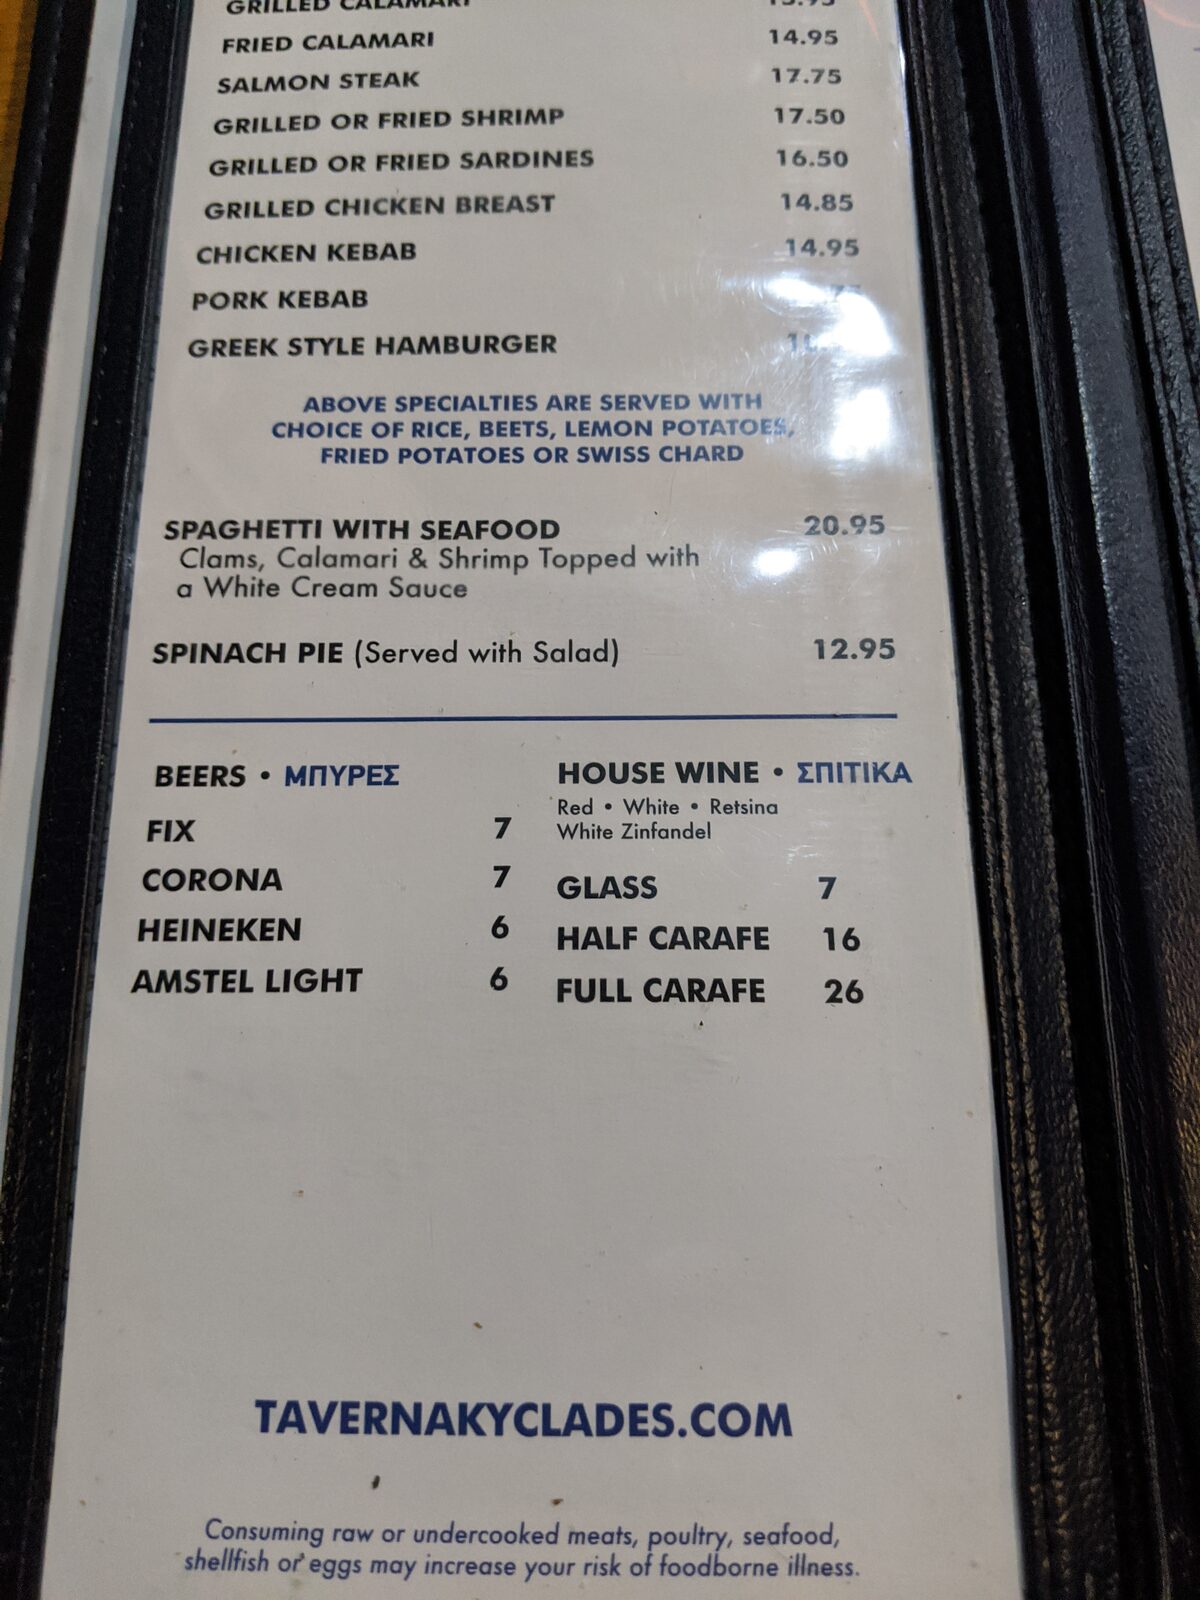 GRILLED CALAMARI
FRIED CALAMARI 14.95
SALMON STEAK 17.75
GRILLED OR FRIED SHRIMP 17.50
GRILLED OR FRIED SARDINES 16.50
GRILLED CHICKEN BREAST 14.85
CHICKEN KEBAB 14.95
PORK KEBAB
GREEK STYLE HAMBURGER
ABOVE SPECIALTIES ARE SERVED WITH
CHOICE OF RICE, BEETS, LEMON POTATOES,
FRIED POTATOES OR SWISS CHARD
SPAGHETTI WITH SEAFOOD 20.95
Clams, Calamari & Shrimp Topped with
a White Cream Sauce
SPINACH PIE (Served with Salad) 12.95
BEERS • ΜΠΥΡΕΣ
FIX 7
CORONA 7
HEINEKEN 6
AMSTEL LIGHT 6
HOUSE WINE • ΣΠΙΤΙΚΑ
Red • White • Retsina
White Zinfandel
GLASS 7
HALF CARAFE 16
FULL CARAFE 26
TAVERNAKYCLADES.COM
Consuming raw or undercooked meats, poultry, seafood,
shellfish or eggs may increase your risk of foodborne illness.